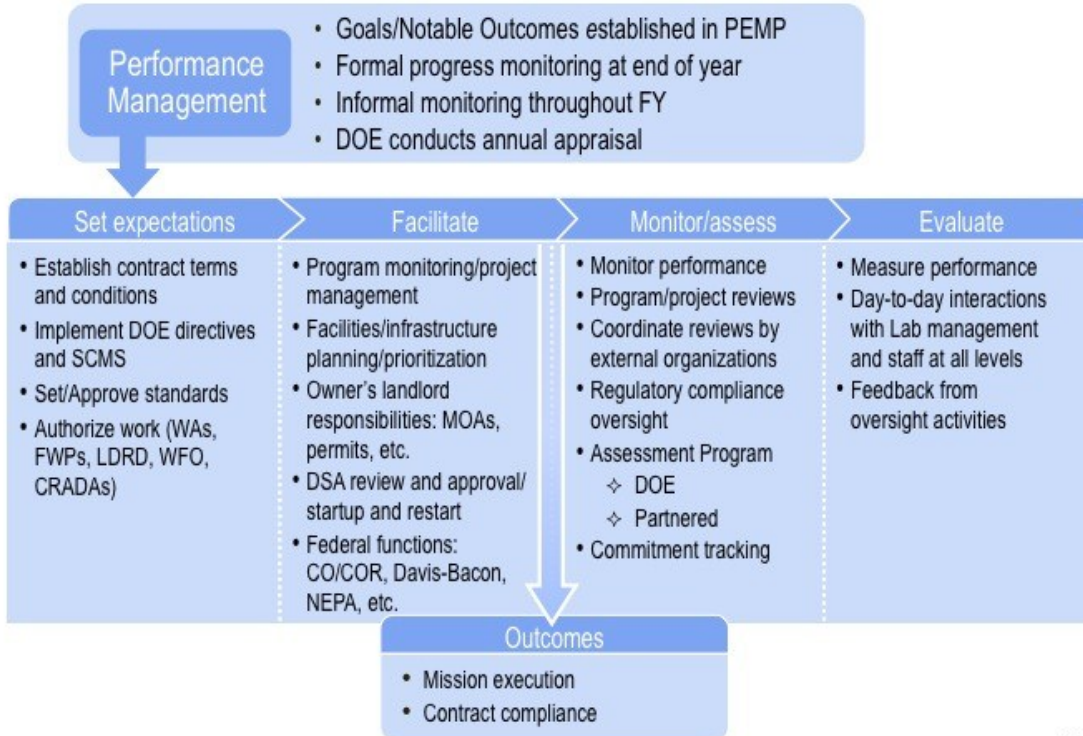 Performance
Management
• Goals/Notable Outcomes established in PEMP
• Formal progress monitoring at end of year
• Informal monitoring throughout FY
• DOE conducts annual appraisal
Set expectations
• Establish contract terms
and conditions
• Implement DOE directives
and SCMS
• Set/Approve standards
• Authorize work (WAs,
FWPs, LDRD, WFO,
CRADAs)
Facilitate
• Program monitoring/project
management
• Facilities/infrastructure
planning/prioritization
• Owner's landlord
responsibilities: MOAs,
permits, etc.
• DSA review and approval/
startup and restart
• Federal functions:
CO/COR, Davis-Bacon,
NEPA, etc.
Monitor/assess
• Monitor performance
• Program/project reviews
• Coordinate reviews by
external organizations
• Regulatory compliance
oversight
• Assessment Program
✧ DOE
✧ Partnered
• Commitment tracking
Evaluate
• Measure performance
• Day-to-day interactions
with Lab management
and staff at all levels
• Feedback from
oversight activities
Outcomes
• Mission execution
• Contract compliance